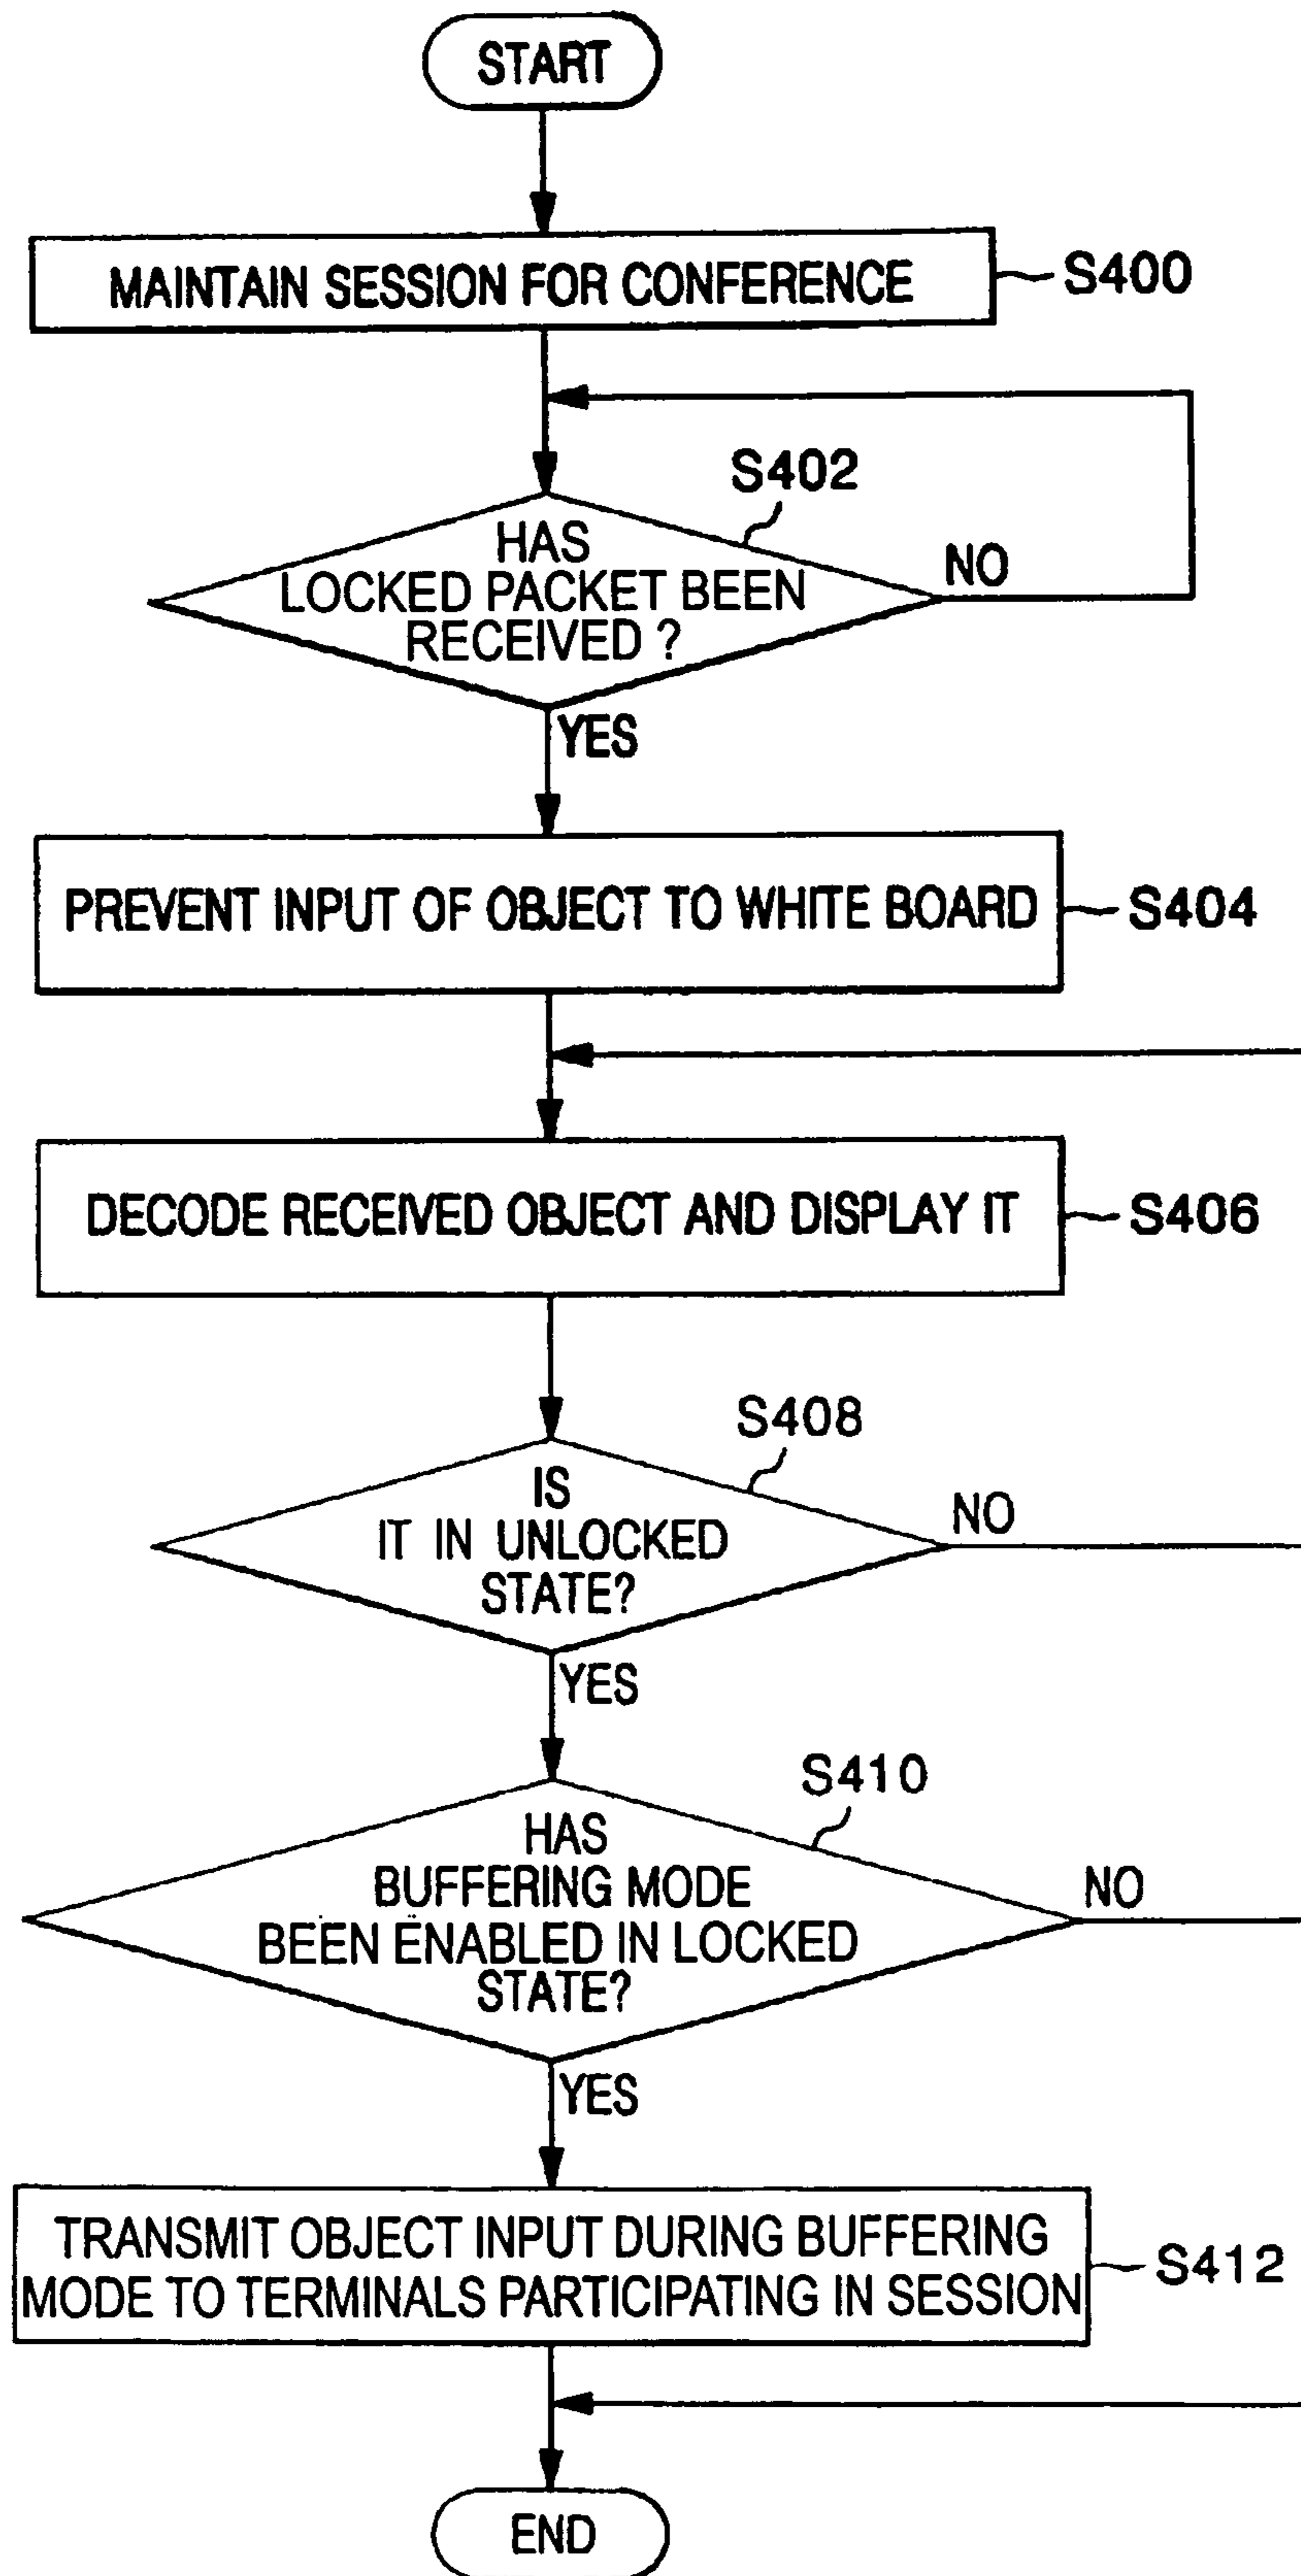 START
MAINTAIN SESSION FOR CONFERENCE
S400
S402
HAS
LOCKED PACKET BEEN
RECEIVED ?
NO
YES
PREVENT INPUT OF OBJECT TO WHITE BOARD
S404
DECODE RECEIVED OBJECT AND DISPLAY IT
S406
S408
IS
IT IN UNLOCKED
STATE?
NO
YES
S410
HAS
BUFFERING MODE
BEEN ENABLED IN LOCKED
STATE?
NO
YES
TRANSMIT OBJECT INPUT DURING BUFFERING
MODE TO TERMINALS PARTICIPATING IN SESSION
S412
END